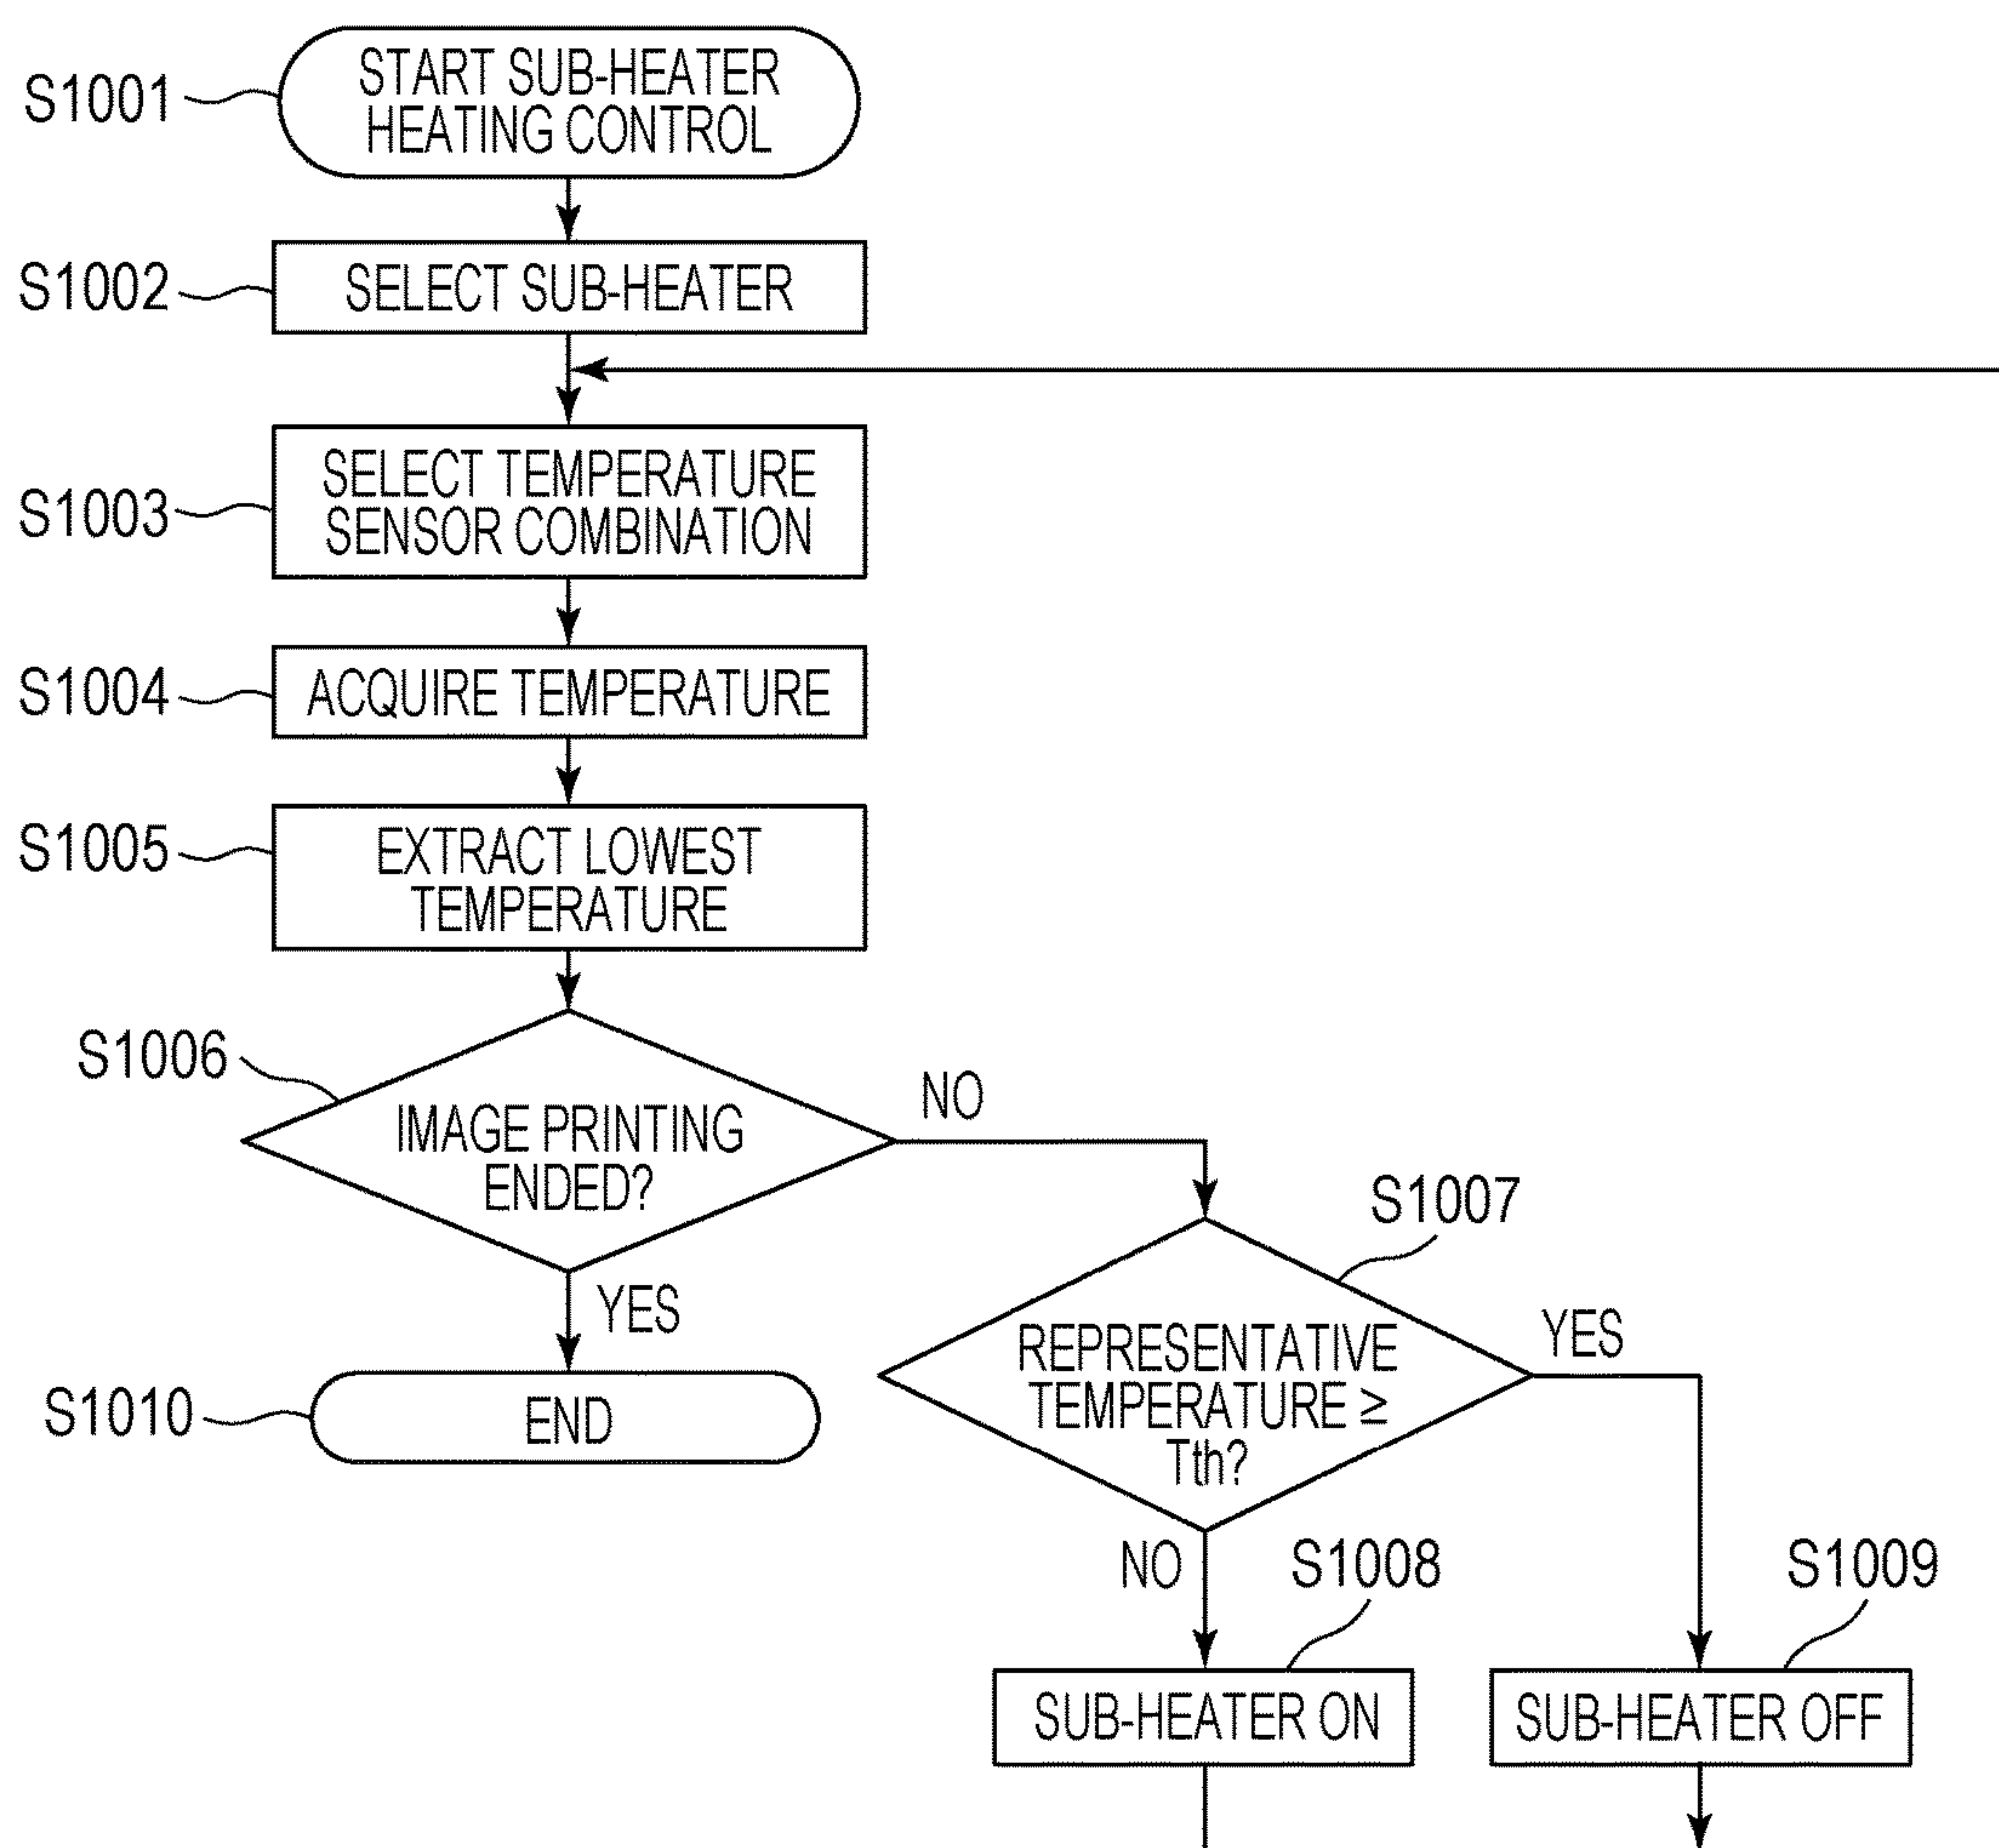 S1001
START SUB-HEATER
HEATING CONTROL
S1002
SELECT SUB-HEATER
S1003
SELECT TEMPERATURE
SENSOR COMBINATION
S1004
ACQUIRE TEMPERATURE
S1005
EXTRACT LOWEST
TEMPERATURE
S1006
IMAGE PRINTING
ENDED?
NO
YES
S1010
END
S1007
REPRESENTATIVE
TEMPERATURE ≥
Tth?
YES
NO
S1008
SUB-HEATER ON
S1009
SUB-HEATER OFF